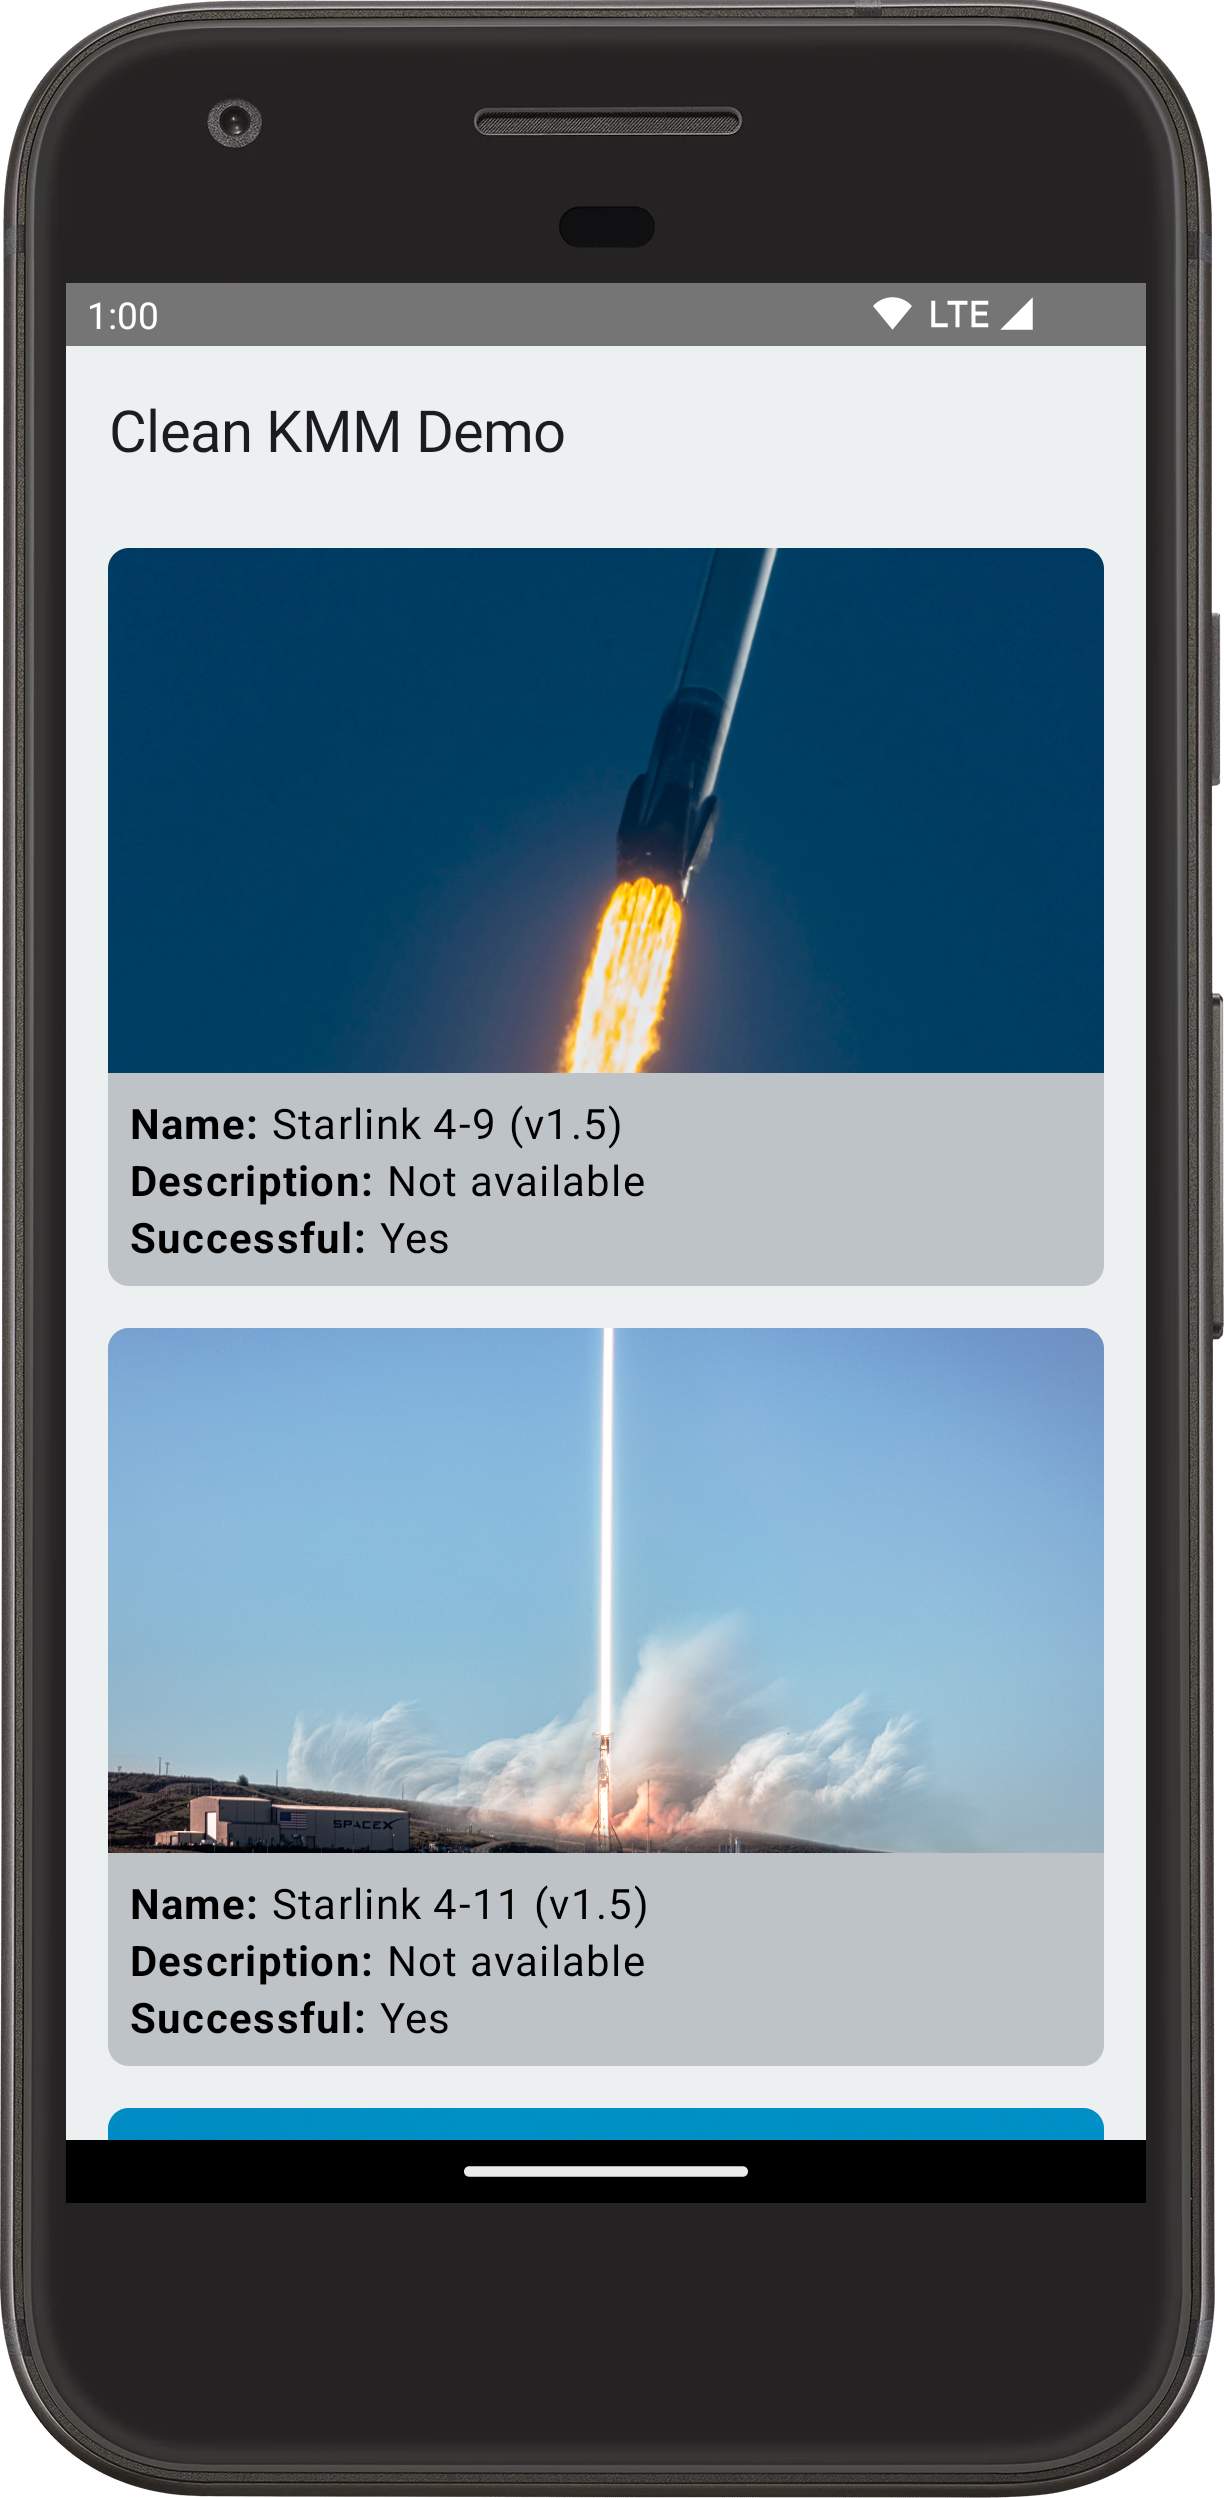 1:00 LTE
Clean KMM Demo
Name: Starlink 4-9 (v1.5)
Description: Not available
Successful: Yes
SPACEX
Name: Starlink 4-11 (v1.5)
Description: Not available
Successful: Yes